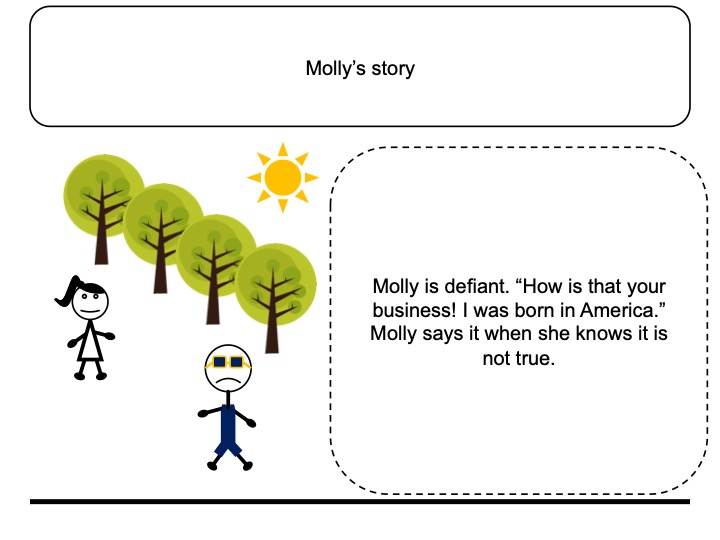 Molly’s story
Molly is defiant. “How is that your
business! I was born in America.”
Molly says it when she knows it is
not true.